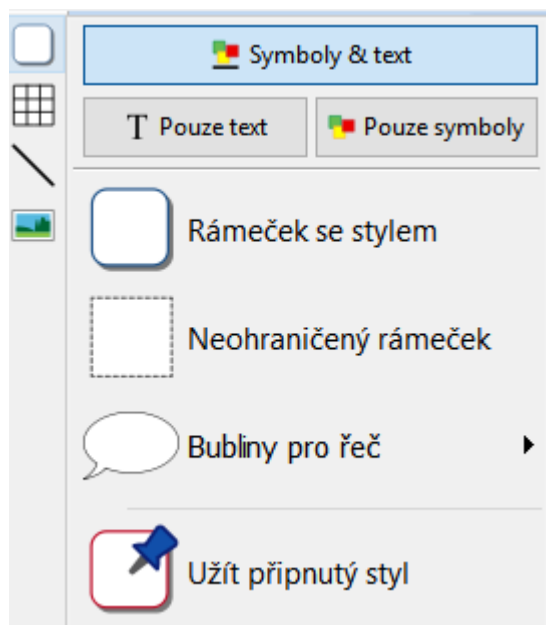 Symboly & text
T Pouze text
Pouze symboly
Rámeček se stylem
Neohraničený rámeček
Bubliny pro řeč
Užít připnutý styl